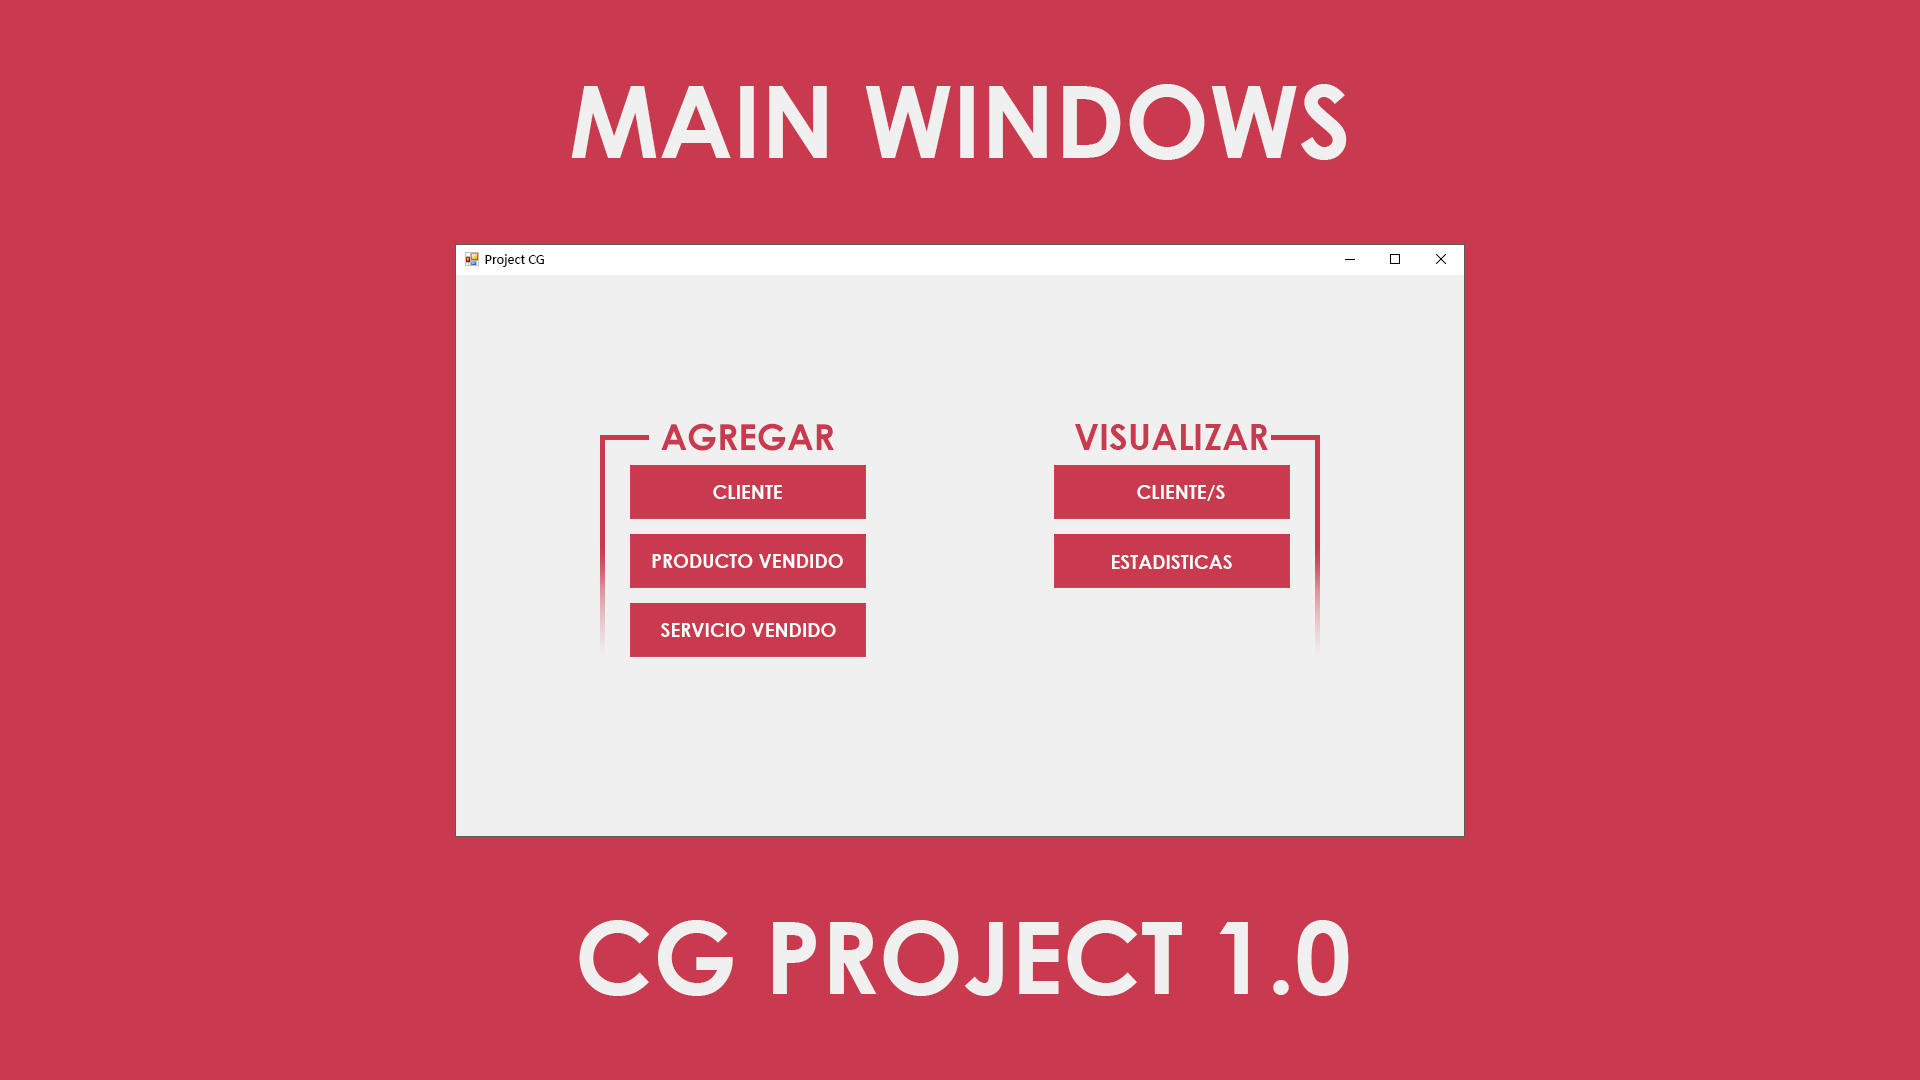 MAIN WINDOWS
Project CG
AGREGAR
CLIENTE
PRODUCTO VENDIDO
SERVICIO VENDIDO
VISUALIZAR
CLIENTE/S
ESTADISTICAS
CG PROJECT 1.0